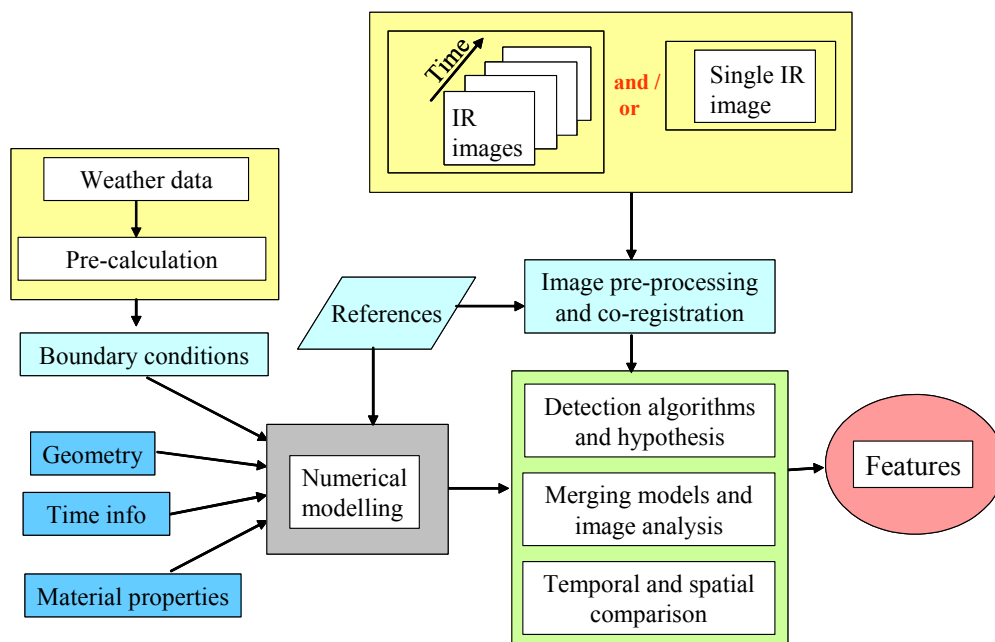 Time
IR
images
and /
or
Single IR
image
Weather data
Pre-calculation
References
Image pre-processing
and co-registration
Boundary conditions
Geometry
Time info
Material properties
Numerical
modelling
Detection algorithms
and hypothesis
Merging models and
image analysis
Temporal and spatial
comparison
Features